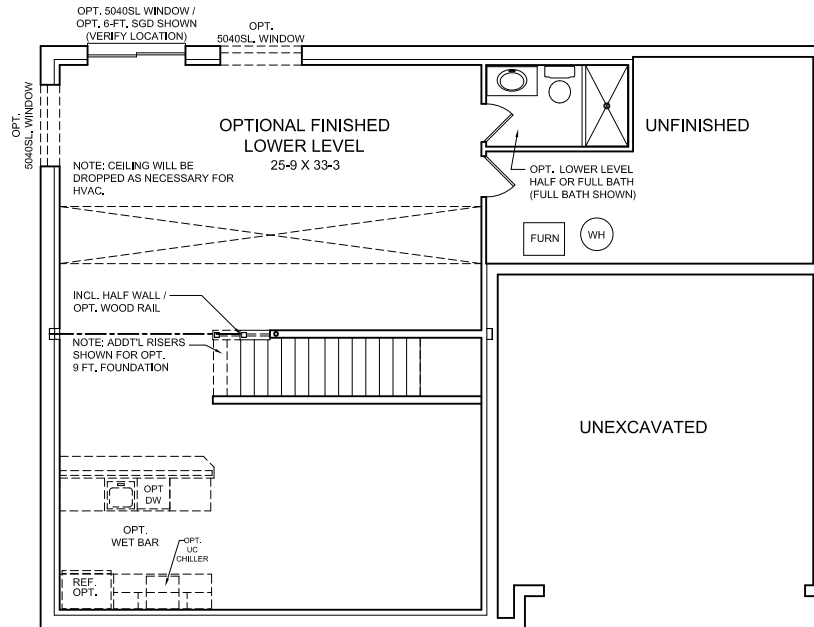 OPT. 5040SL WINDOW /
OPT. 6-FT. SGD SHOWN
(VERIFY LOCATION)
OPT.
5040SL. WINDOW
OPT.
5040SL. WINDOW
OPTIONAL FINISHED
LOWER LEVEL
25-9 X 33-3
UNFINISHED
NOTE: CEILING WILL BE
DROPPED AS NECESSARY FOR
HVAC.
OPT. LOWER LEVEL
HALF OR FULL BATH
(FULL BATH SHOWN)
FURN
WH
INCL. HALF WALL /
OPT. WOOD RAIL
NOTE: ADDT'L RISERS
SHOWN FOR OPT.
9 FT. FOUNDATION
UNEXCAVATED
OPT
DW
OPT.
WET BAR
OPT.
UC
CHILLER
REF.
OPT.